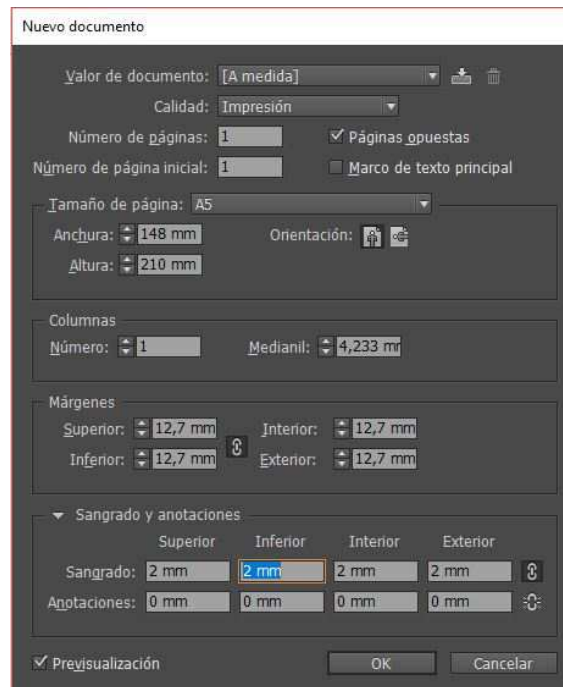 Nuevo documento
Valor de documento: [A medida]
Calidad: Impresión
Número de páginas: 1 Páginas opuestas
Número de página inicial: 1 Marco de texto principal
Tamaño de página: A5
Anchura: 148 mm Orientación:
Altura: 210 mm
Columnas
Número: 1 Medianil: 4,233 mr
Márgenes
Superior: 12,7 mm Interior: 12,7 mm
Inferior: 12,7 mm Exterior: 12,7 mm
Sangrado y anotaciones
Superior Inferior Interior Exterior
Sangrado: 2 mm 2 mm 2 mm 2 mm
Anotaciones: 0 mm 0 mm 0 mm 0 mm
Previsualización OK Cancelar